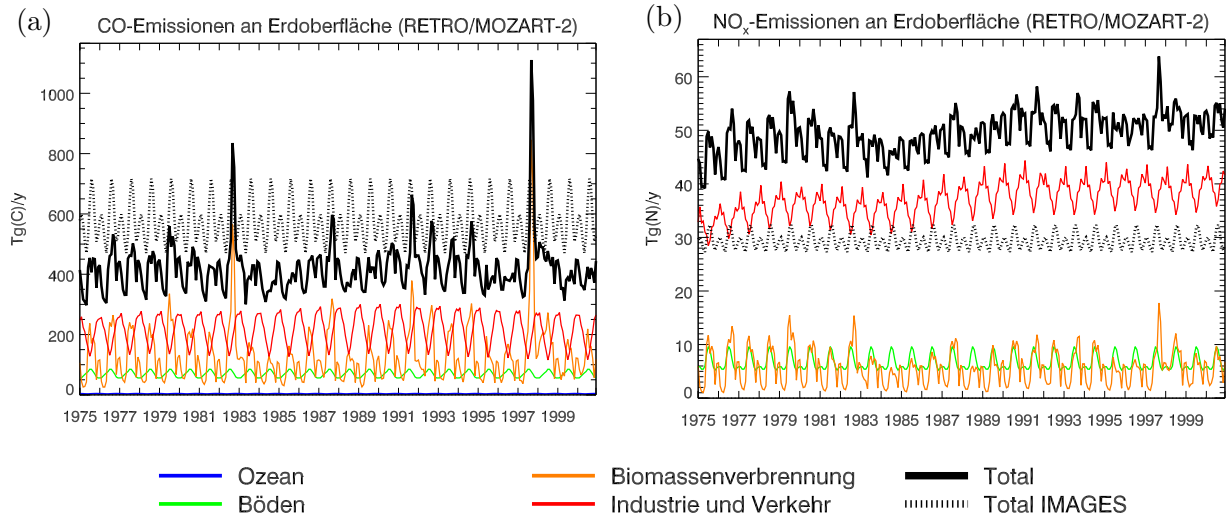 (a)
CO-Emissionen an Erdoberfläche (RETRO/MOZART-2)
Tg(C)/y
1000
800
600
400
200
0
1975 1977 1979 1981 1983 1985 1987 1989 1991 1993 1995 1997 1999
(b)
NOx-Emissionen an Erdoberfläche (RETRO/MOZART-2)
Tg(N)/y
60
50
40
30
20
10
0
1975 1977 1979 1981 1983 1985 1987 1989 1991 1993 1995 1997 1999
Ozean
Böden
Biomassenverbrennung
Industrie und Verkehr
Total
Total IMAGES